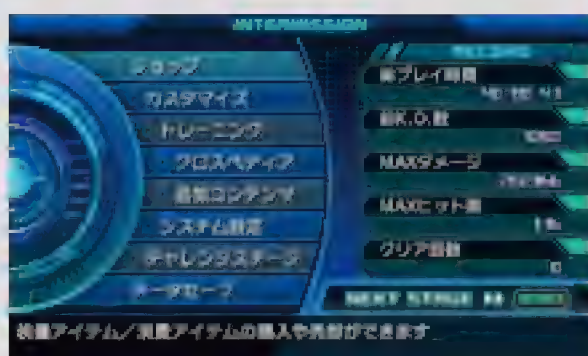 INTERMISSION
ショップ
カスタマイズ
トレーニング
クロスペディア
追加コンテンツ
システム設定
チャレンジステージ
データセーブ
RECORD
総プレイ時間
総K.O.数
MAXダメージ
MAXヒット数
クリア回数
NEXT STAGE
装備アイテム/消費アイテムの購入や売却ができます